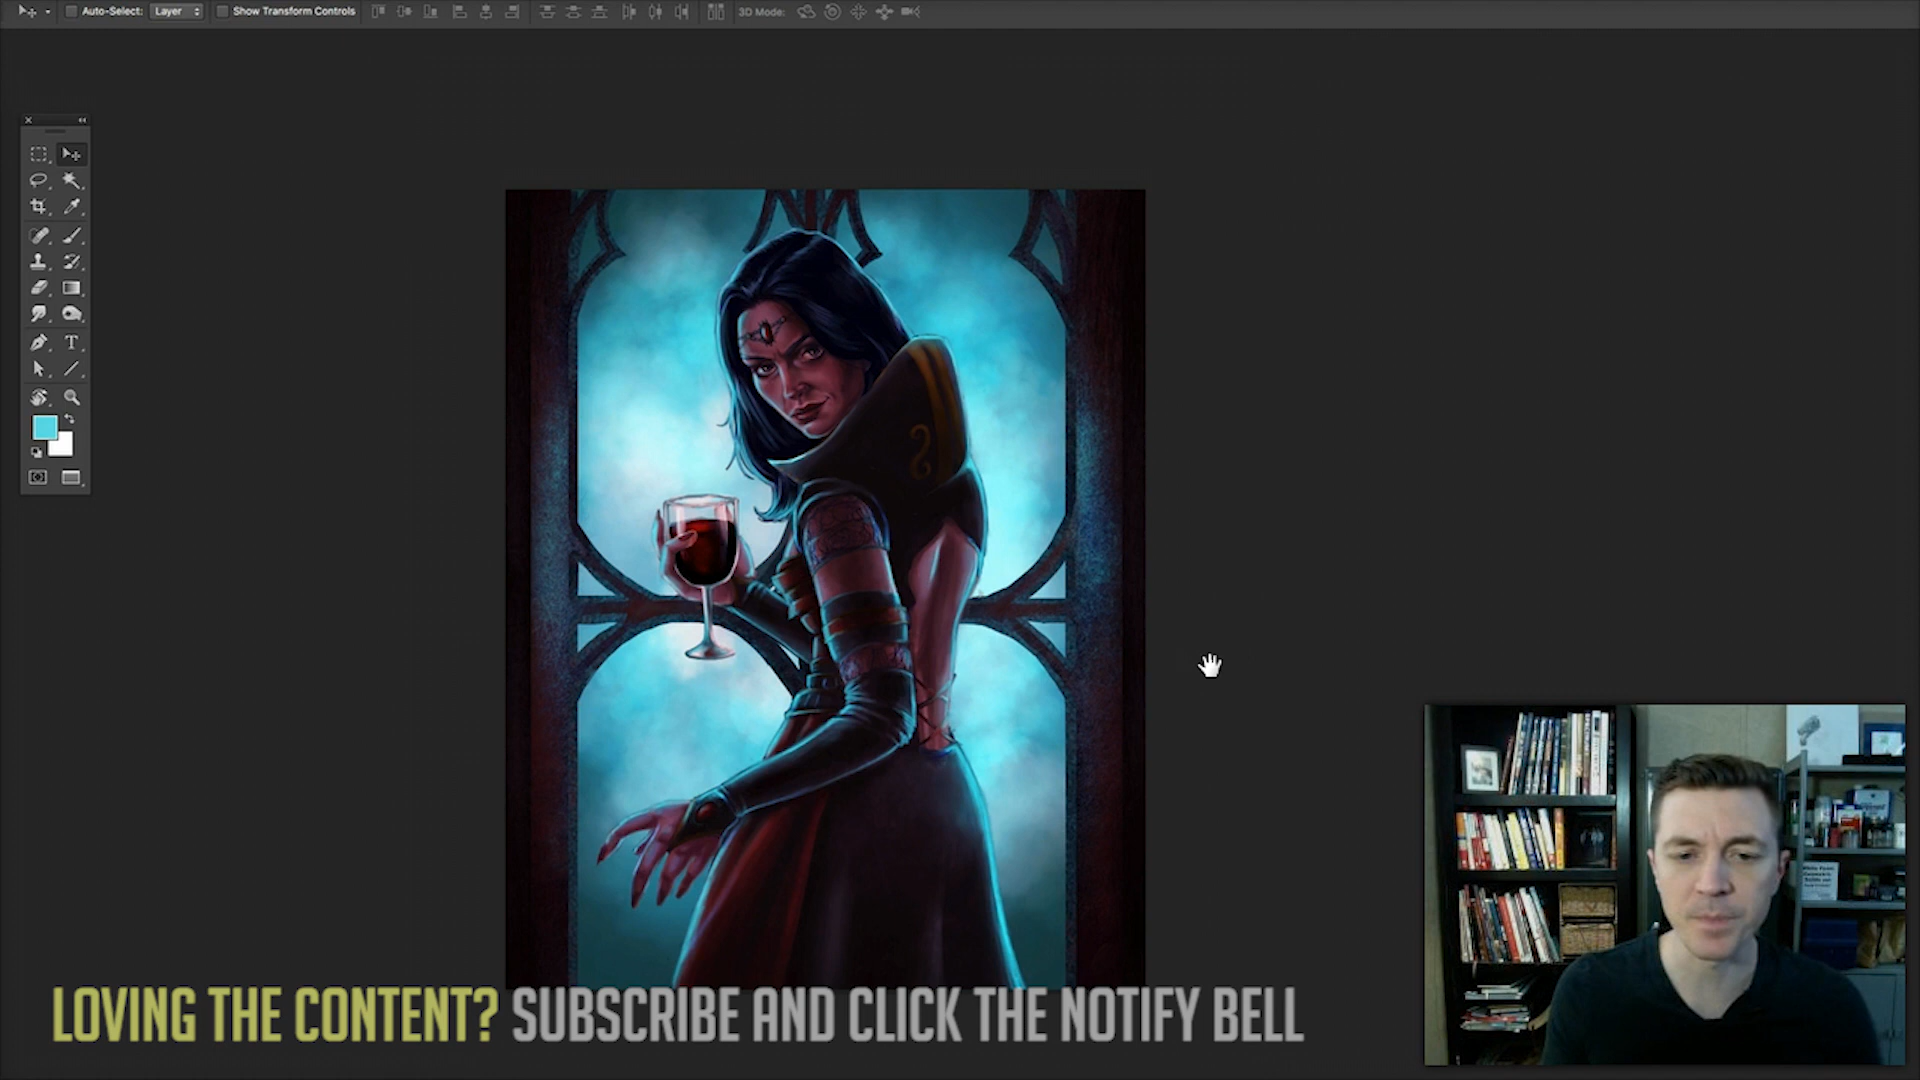 Auto-Select: Layer Show Transform Controls 3D Mode:
T
LOVING THE CONTENT? SUBSCRIBE AND CLICK THE NOTIFY BELL